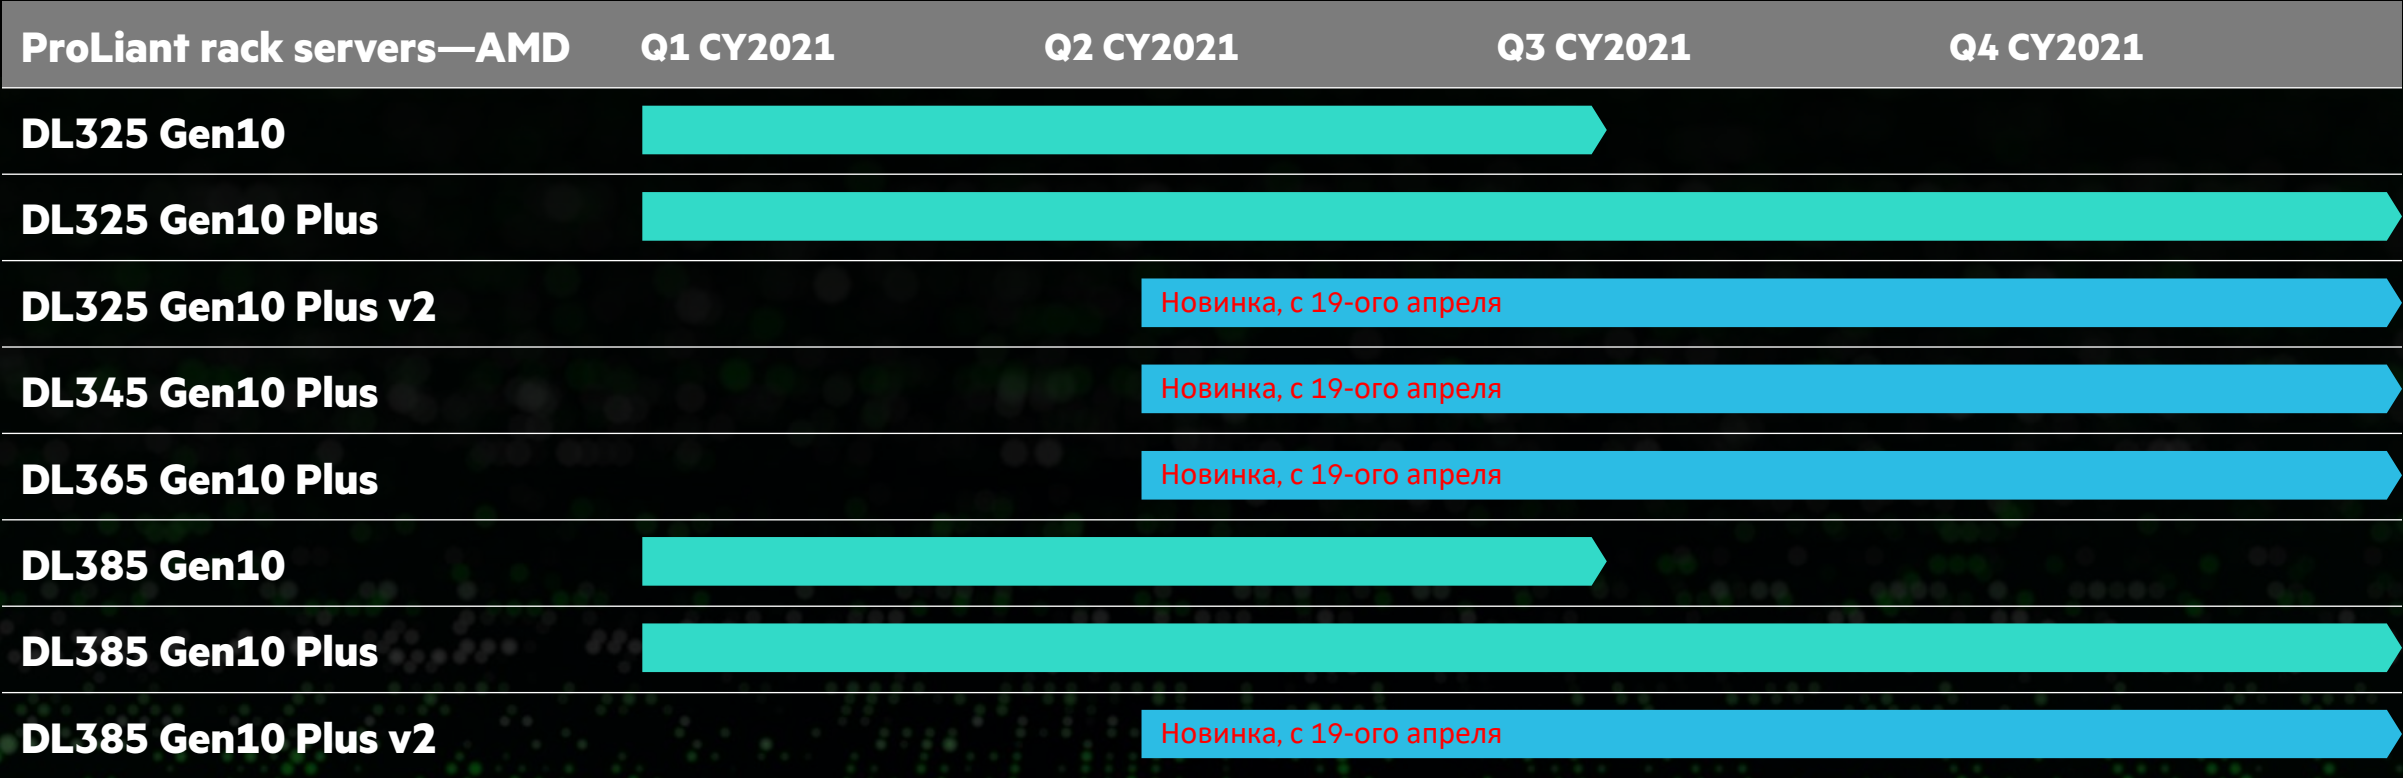 ProLiant rack servers—AMD Q1 CY2021 Q2 CY2021 Q3 CY2021 Q4 CY2021
DL325 Gen10
DL325 Gen10 Plus
DL325 Gen10 Plus v2 Новинка, с 19-ого апреля
DL345 Gen10 Plus Новинка, с 19-ого апреля
DL365 Gen10 Plus Новинка, с 19-ого апреля
DL385 Gen10
DL385 Gen10 Plus
DL385 Gen10 Plus v2 Новинка, с 19-ого апреля